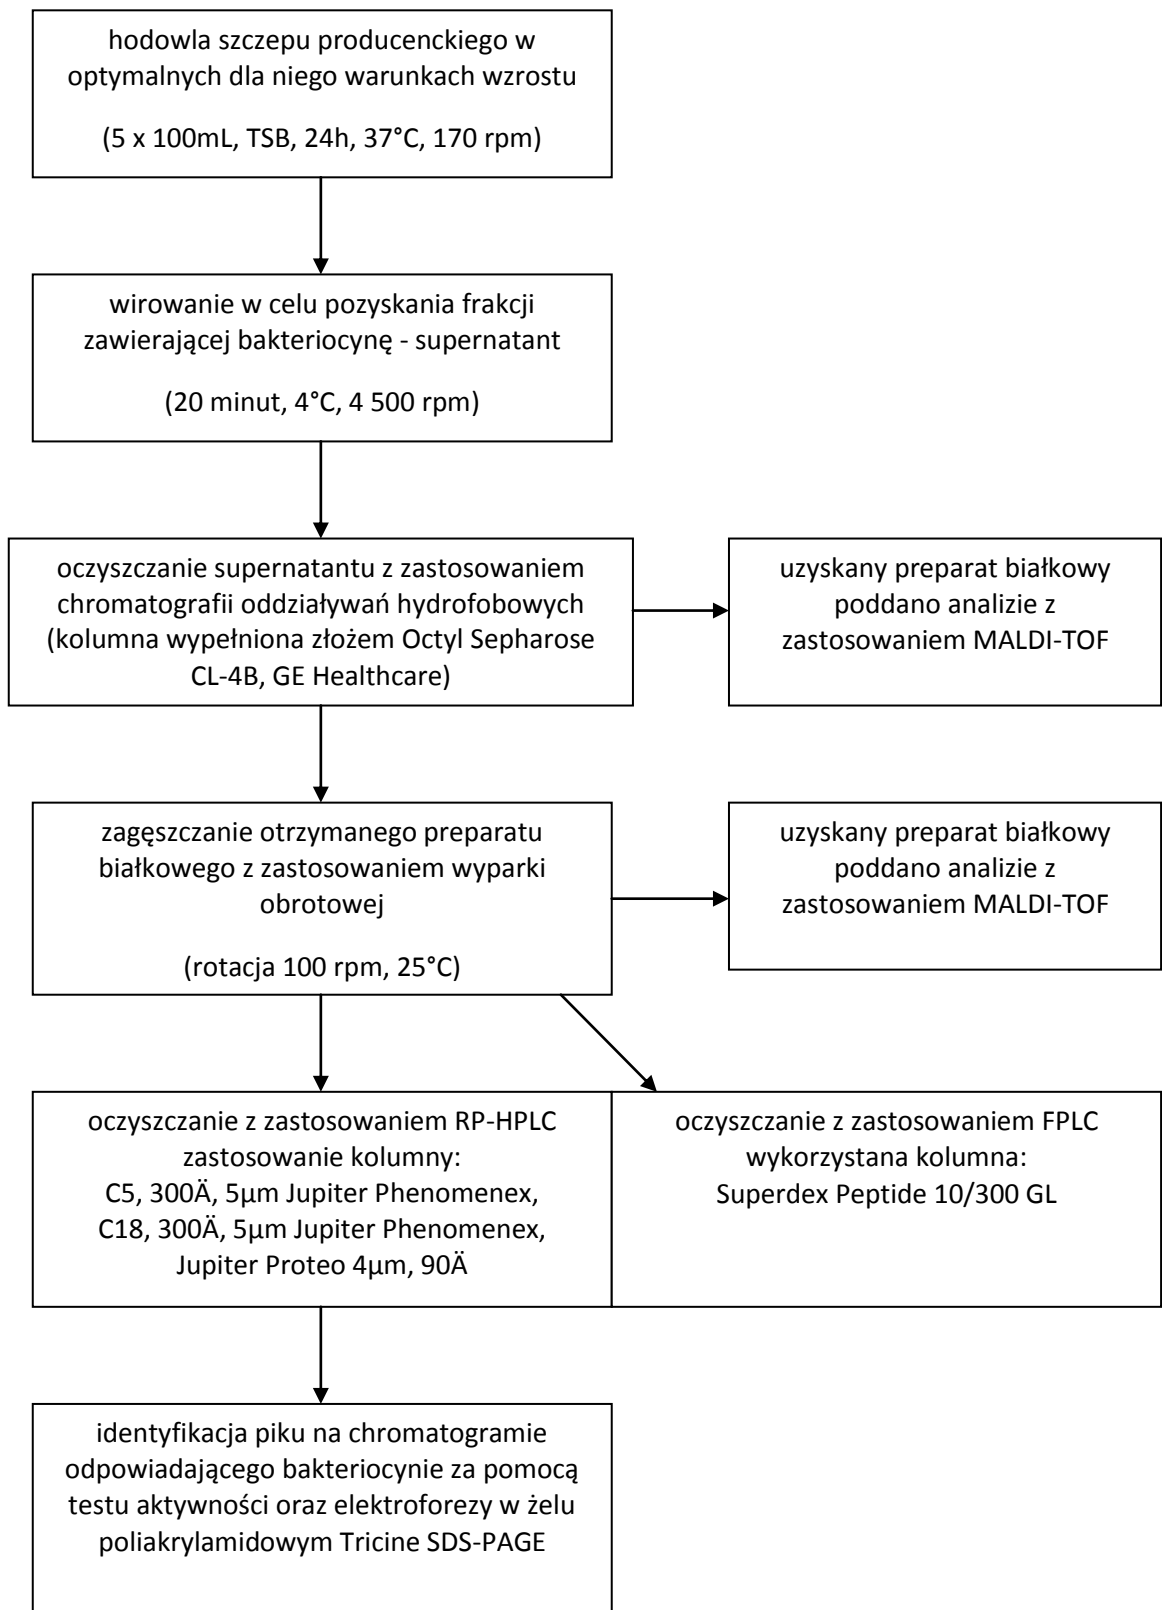 hodowla szczepu producenckiego w
optymalnych dla niego warunkach wzrostu
(5 x 100mL, TSB, 24h, 37°C, 170 rpm)
wirowanie w celu pozyskania frakcji
zawierającej bakteriocynę - supernatant
(20 minut, 4°C, 4 500 rpm)
oczyszczanie supernatantu z zastosowaniem
chromatografii oddziaływań hydrofobowych
(kolumna wypełniona złożem Octyl Sepharose
CL-4B, GE Healthcare)
uzyskany preparat białkowy
poddano analizie z
zastosowaniem MALDI-TOF
zagęszczanie otrzymanego preparatu
białkowego z zastosowaniem wyparki
obrotowej
(rotacja 100 rpm, 25°C)
uzyskany preparat białkowy
poddano analizie z
zastosowaniem MALDI-TOF
oczyszczanie z zastosowaniem RP-HPLC
zastosowanie kolumny:
C5, 300Ä, 5µm Jupiter Phenomenex,
C18, 300Ä, 5µm Jupiter Phenomenex,
Jupiter Proteo 4µm, 90Ä
oczyszczanie z zastosowaniem FPLC
wykorzystana kolumna:
Superdex Peptide 10/300 GL
identyfikacja piku na chromatogramie
odpowiadającego bakteriocynie za pomocą
testu aktywności oraz elektroforezy w żelu
poliakrylamidowym Tricine SDS-PAGE